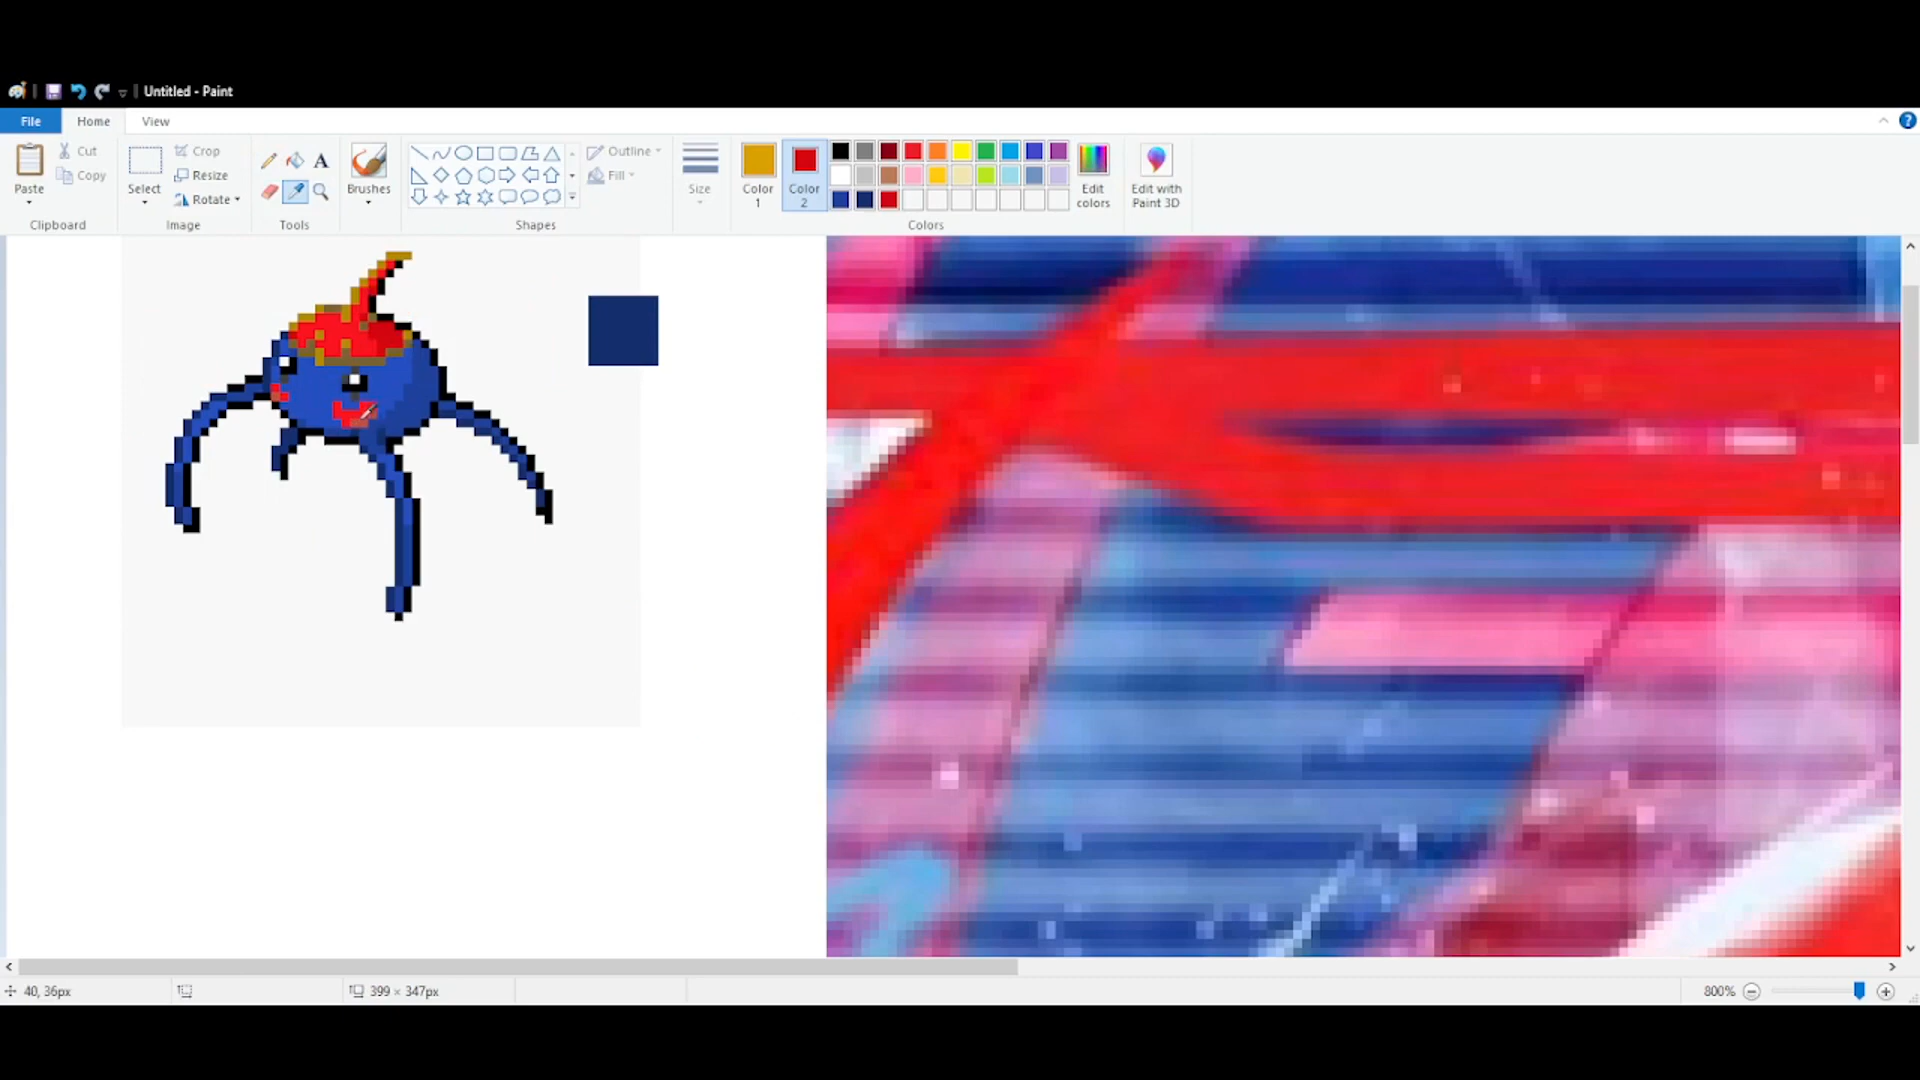 Untitled - Paint
File Home View
Paste
Cut
Copy
Clipboard
Select
Crop
Resize
Rotate
Image
A
Tools
Brushes
Shapes
Outline
Fill
Size
Color 1
Color 2
Edit colors
Edit with Paint 3D
Colors
40, 36px
399 × 347px
800%